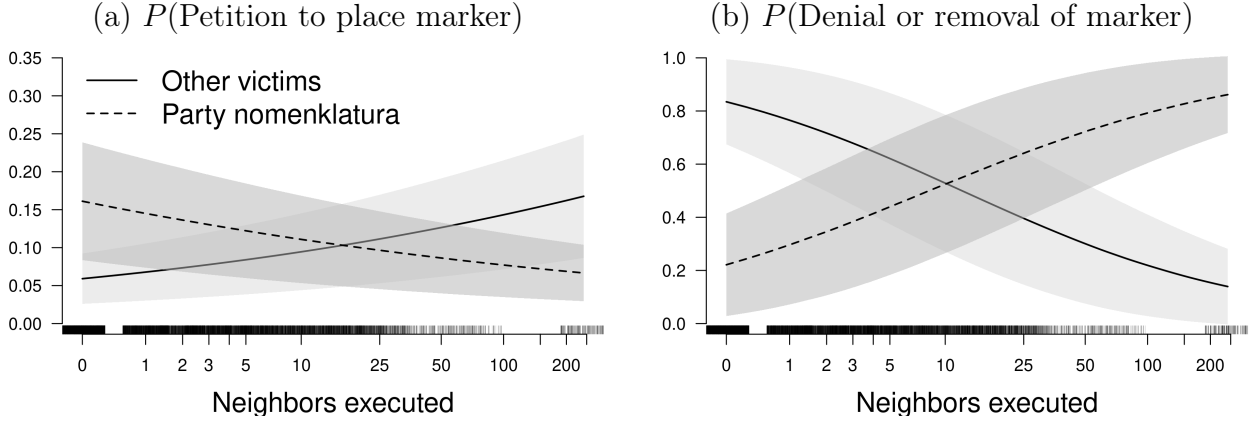 (a) P(Petition to place marker)
0.35
0.30
0.25
0.20
0.15
0.10
0.05
0.00
Other victims
Party nomenklatura
0 1 2 3 5 10 25 50 100 200
Neighbors executed
(b) P(Denial or removal of marker)
1.0
0.8
0.6
0.4
0.2
0.0
0 1 2 3 5 10 25 50 100 200
Neighbors executed